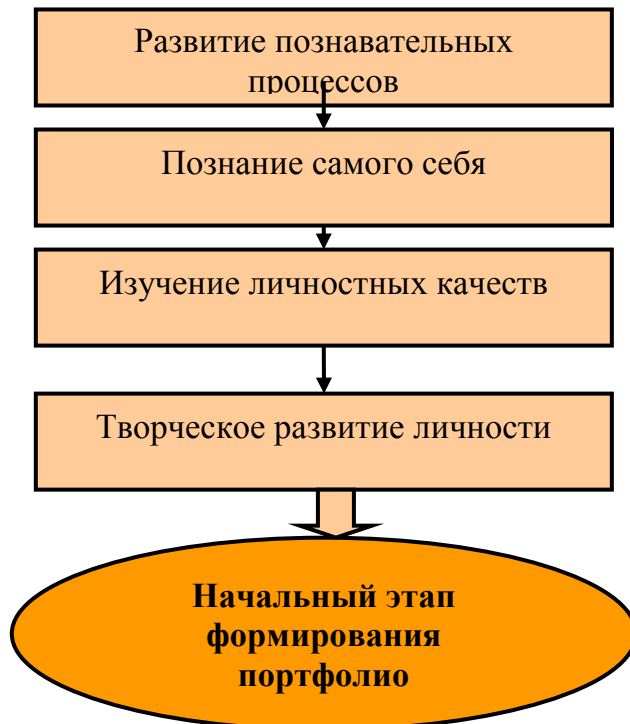 Развитие познавательных
процессов
Познание самого себя
Изучение личностных качеств
Творческое развитие личности
Начальный этап
формирования
портфолио